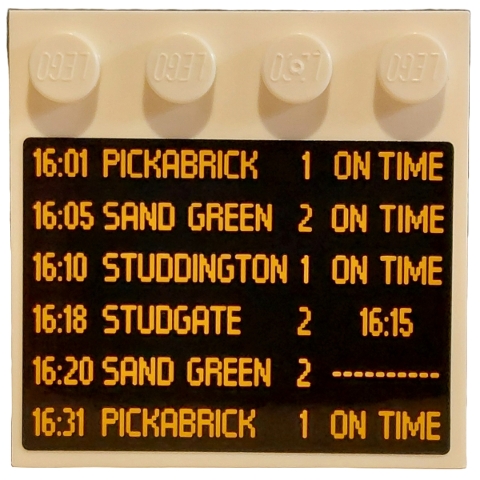 LEGO LEGO LEGO LEGO
16:01 PICKABRICK 1 ON TIME
16:05 SAND GREEN 2 ON TIME
16:10 STUDDINGTON 1 ON TIME
16:18 STUDGATE 2 16:15
16:20 SAND GREEN 2 ----------
16:31 PICKABRICK 1 ON TIME